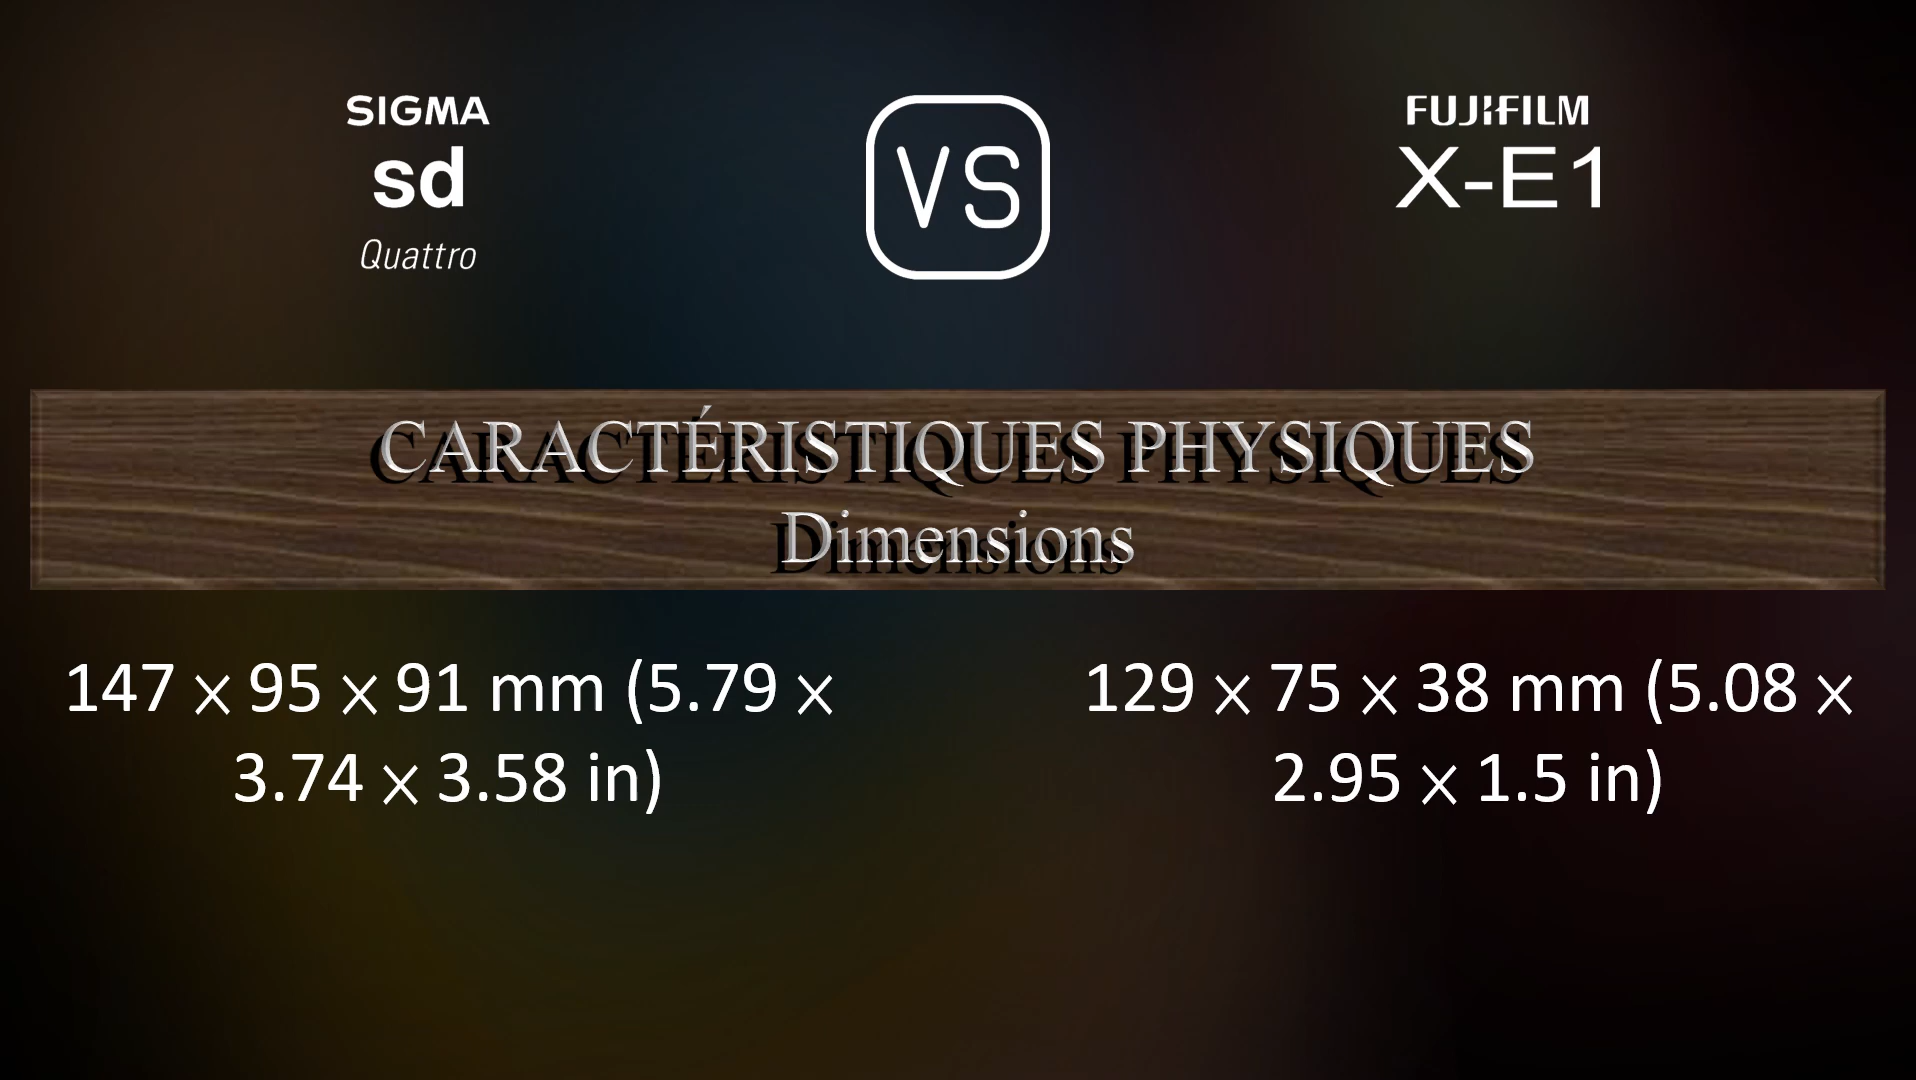 SIGMA
sd
Quattro
VS
FUJIFILM
X-E1
CARACTÉRISTIQUES PHYSIQUES
Dimensions
147 x 95 x 91 mm (5.79 x
3.74 x 3.58 in)
129 x 75 x 38 mm (5.08 x
2.95 x 1.5 in)